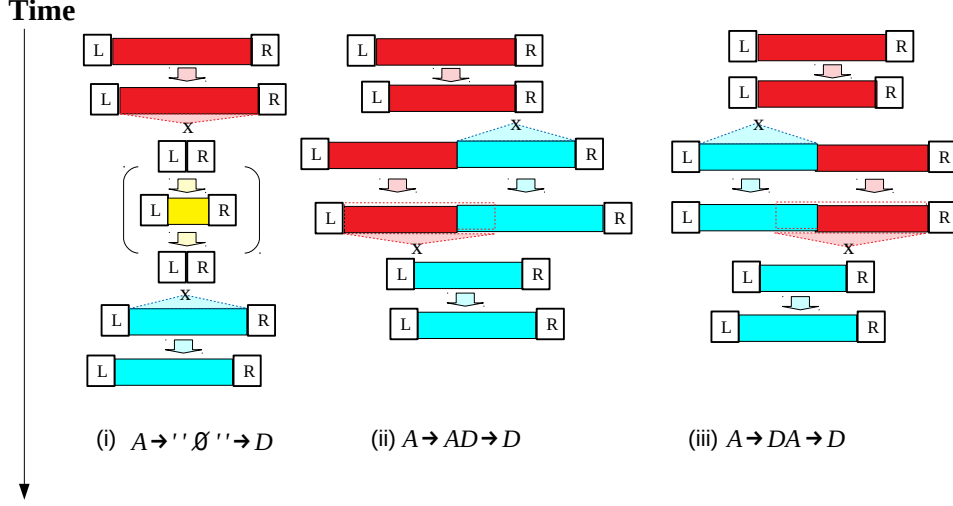 Time
L R L R L R
L R L R L R
x x x
L R L R L R
L R L R L R
x x
L R L R L R
x
L R L R L R
L R
(i) A → ' ' ∅ ' ' → D (ii) A → AD → D (iii) A → DA → D